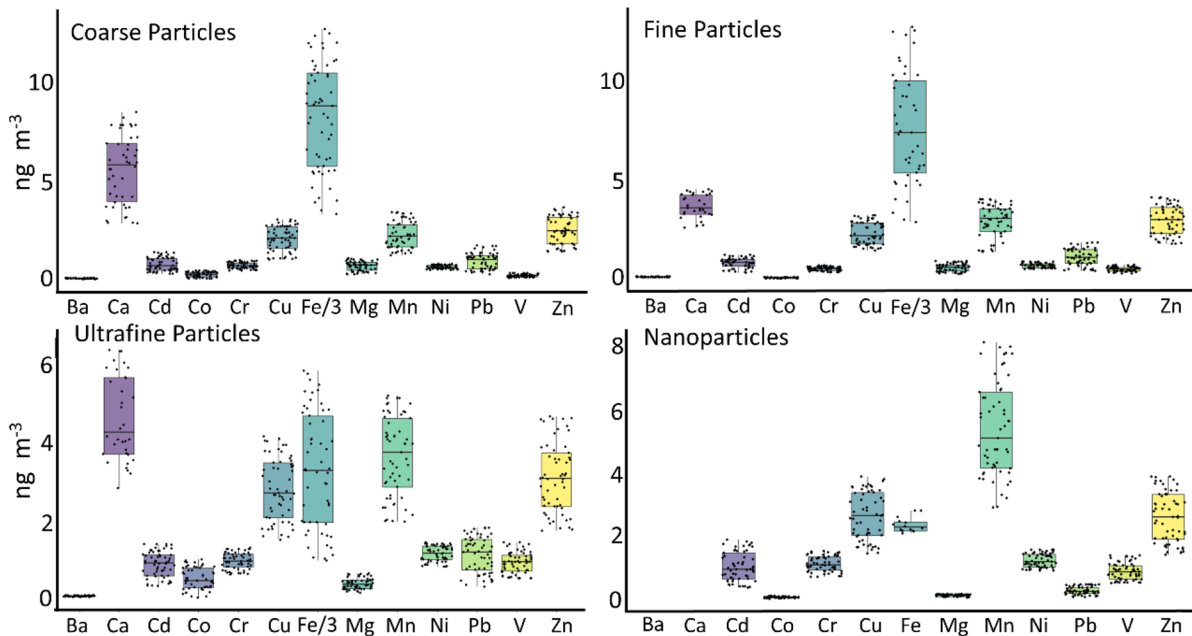 Coarse Particles
ng m-3
10
5
0
Ba Ca Cd Co Cr Cu Fe/3 Mg Mn Ni Pb V Zn
Fine Particles
10
5
0
Ba Ca Cd Co Cr Cu Fe/3 Mg Mn Ni Pb V Zn
Ultrafine Particles
ng m-3
6
4
2
0
Ba Ca Cd Co Cr Cu Fe/3 Mg Mn Ni Pb V Zn
Nanoparticles
8
6
4
2
0
Ba Ca Cd Co Cr Cu Fe Mg Mn Ni Pb V Zn